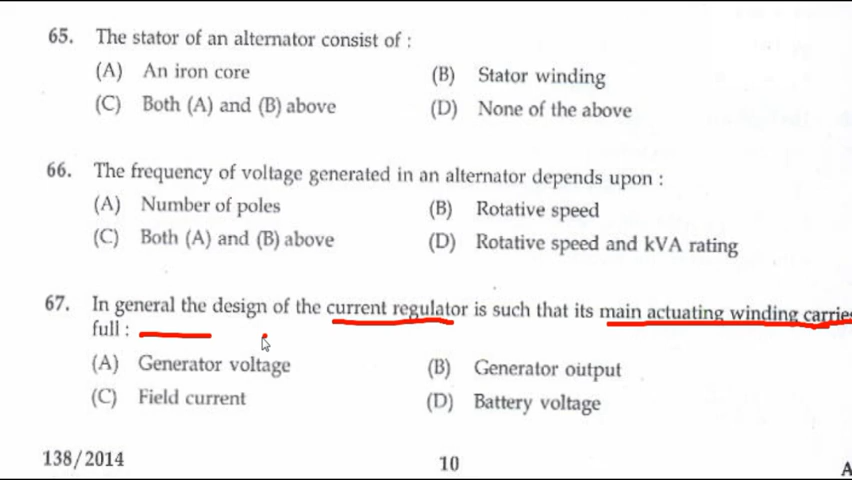 65. The stator of an alternator consist of :
(A) An iron core (B) Stator winding
(C) Both (A) and (B) above (D) None of the above
66. The frequency of voltage generated in an alternator depends upon :
(A) Number of poles (B) Rotative speed
(C) Both (A) and (B) above (D) Rotative speed and kVA rating
67. In general the design of the current regulator is such that its main actuating winding carries
full :
(A) Generator voltage (B) Generator output
(C) Field current (D) Battery voltage
138/2014 10 A